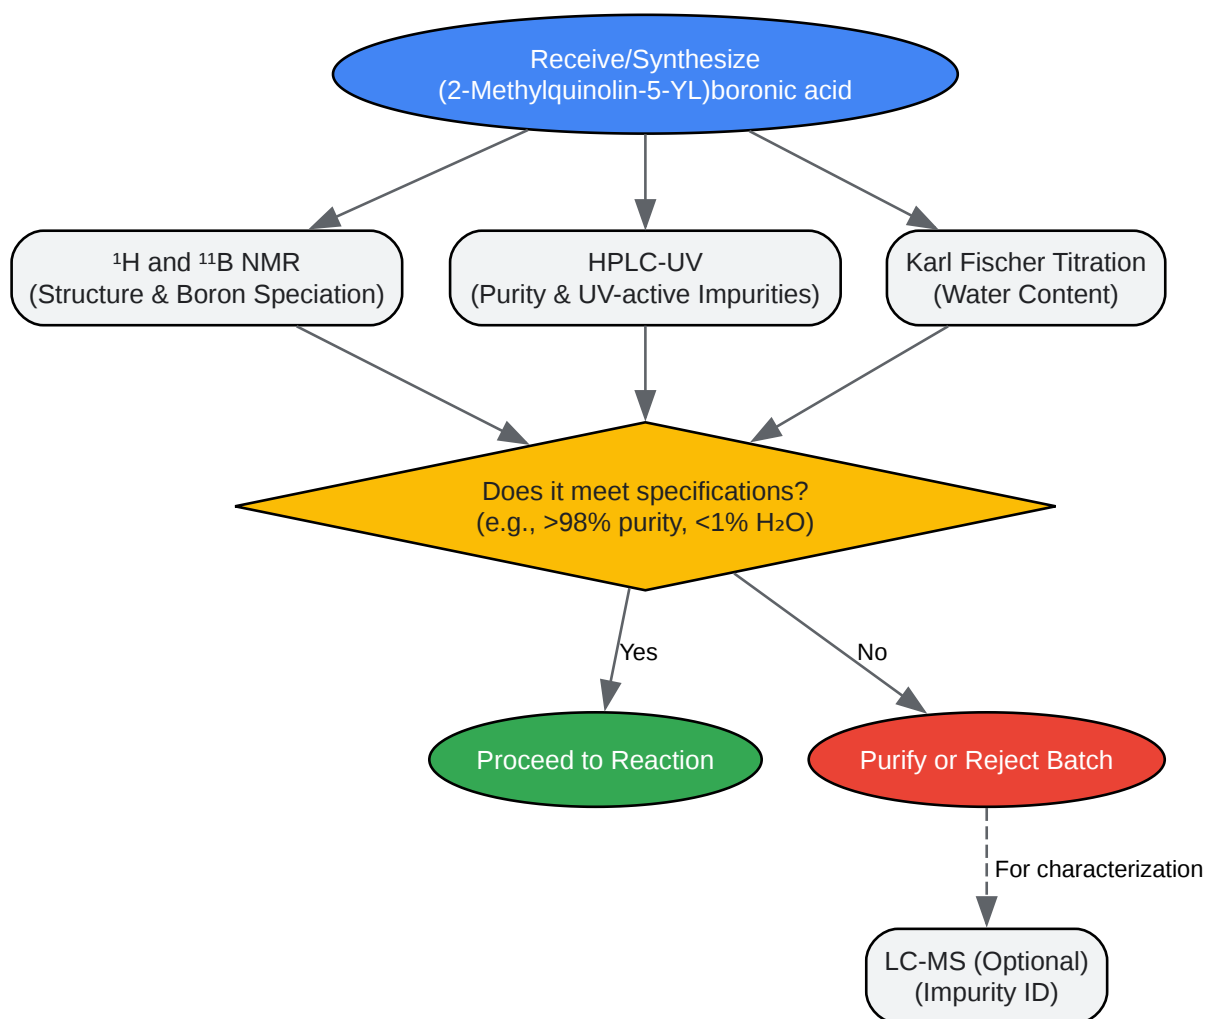 Receive/Synthesize
(2-Methylquinolin-5-YL)boronic acid
¹H and ¹¹B NMR
(Structure & Boron Speciation)
HPLC-UV
(Purity & UV-active Impurities)
Karl Fischer Titration
(Water Content)
Does it meet specifications?
(e.g., >98% purity, <1% H₂O)
Yes
No
Proceed to Reaction
Purify or Reject Batch
For characterization
LC-MS (Optional)
(Impurity ID)